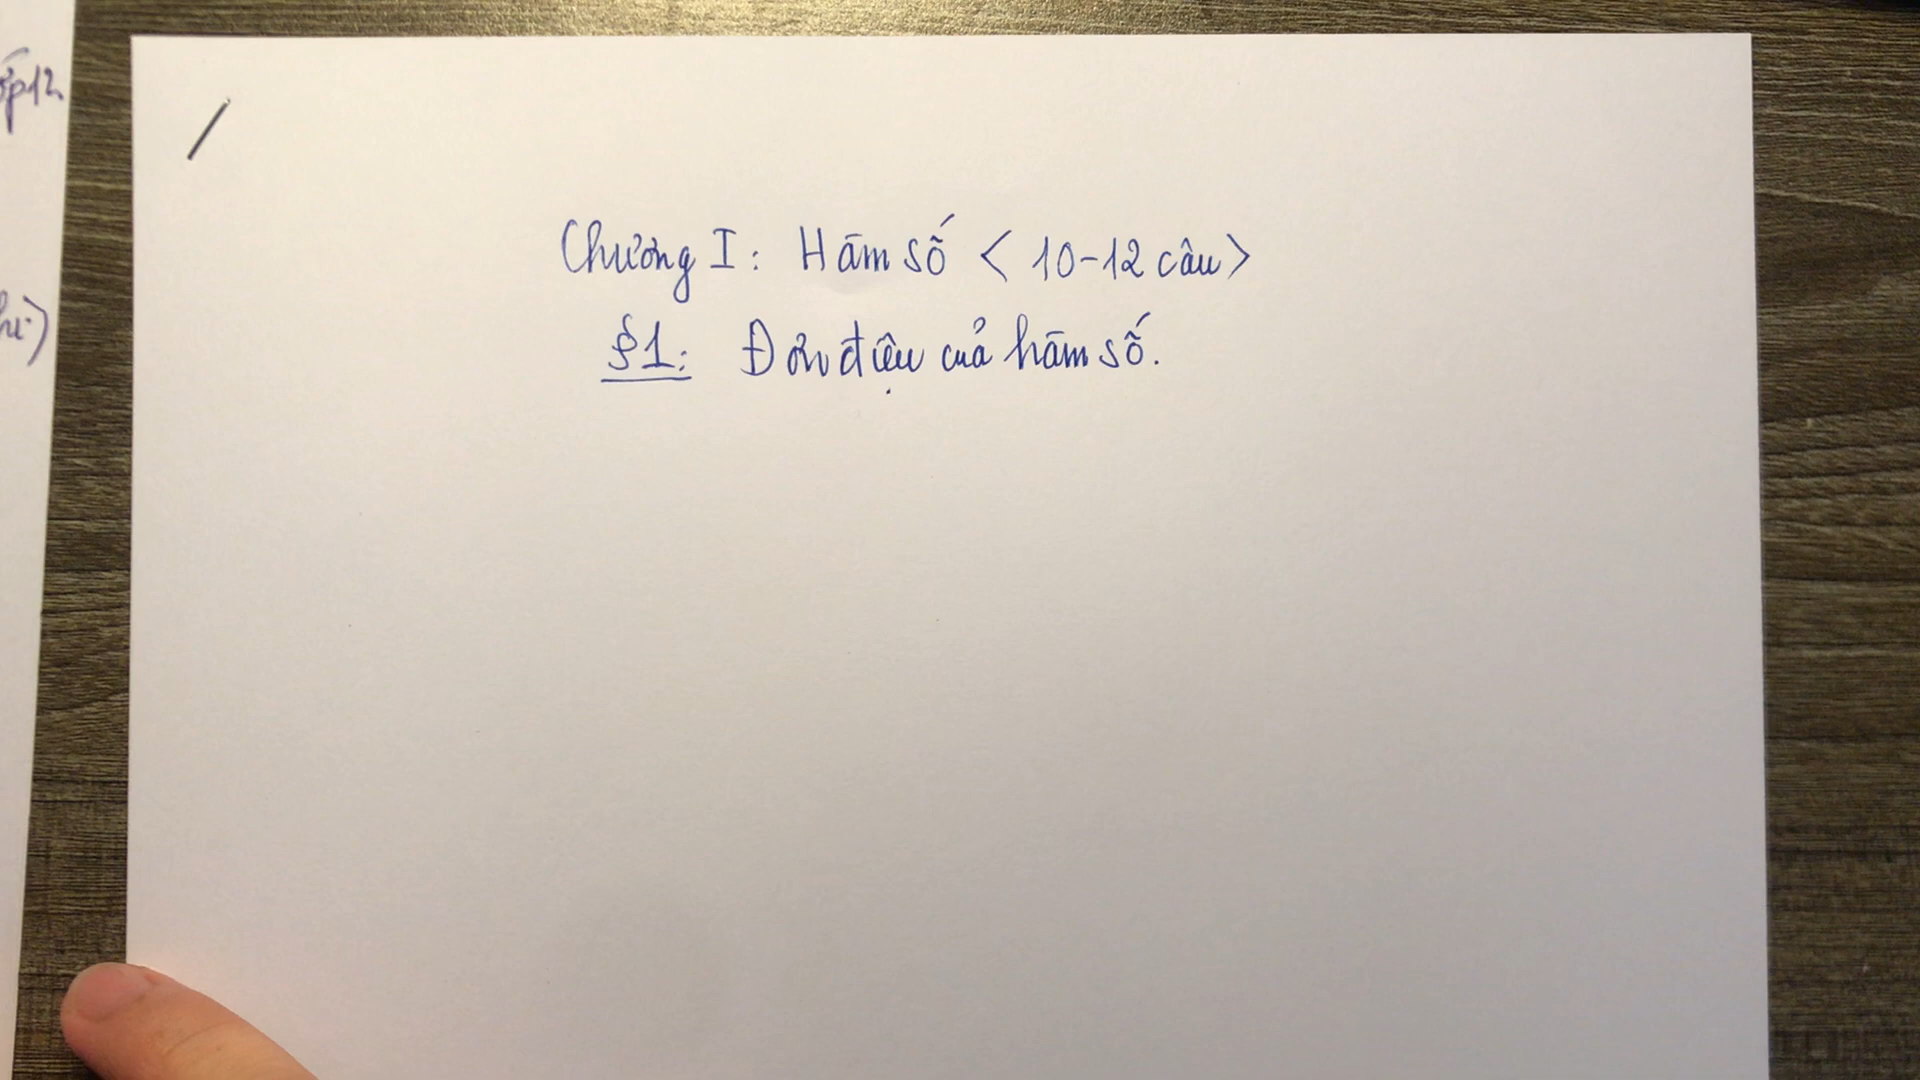 Chương I: Hàm số < 10-12 câu>
§1: Đơn điệu của hàm số.